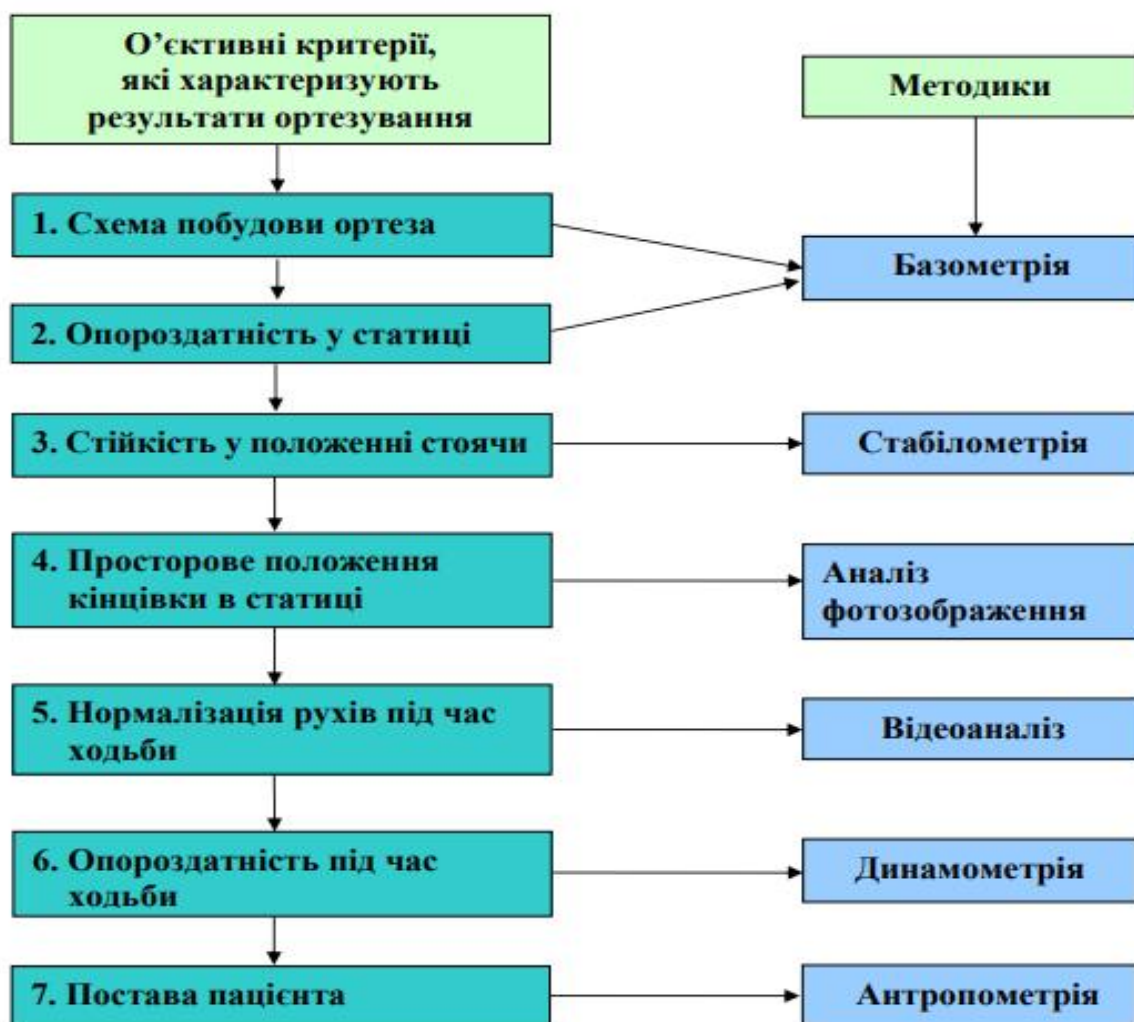 О’єктивні критерії,
які характеризують
результати ортезування
Методики
1. Схема побудови ортеза
Базометрія
2. Опороздатність у статиці
3. Стійкість у положенні стоячи
Стабілометрія
4. Просторове положення
кінцівки в статиці
Аналіз
фотозображення
5. Нормалізація рухів під час
ходьби
Відеоаналіз
6. Опороздатність під час
ходьби
Динамометрія
7. Постава пацієнта
Антропометрія